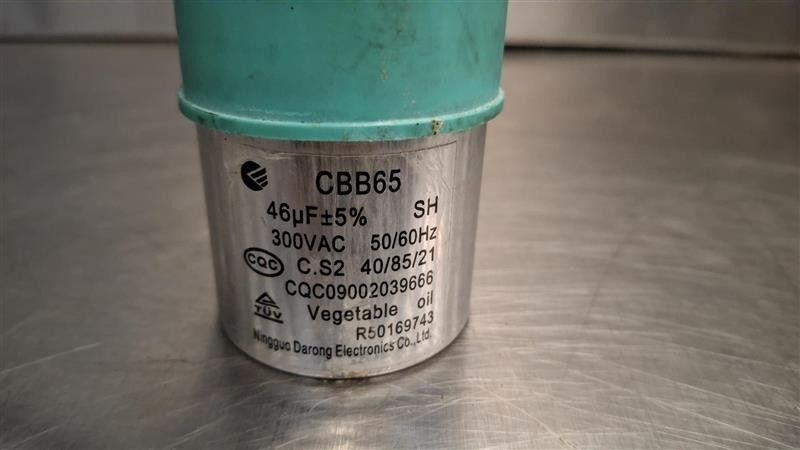 CBB65
46µF±5% SH
300VAC 50/60Hz
CQC C.S2 40/85/21
CQC09002039666
TÜV Vegetable oil
R50169743
Ningguo Darong Electronics Co.,Ltd.